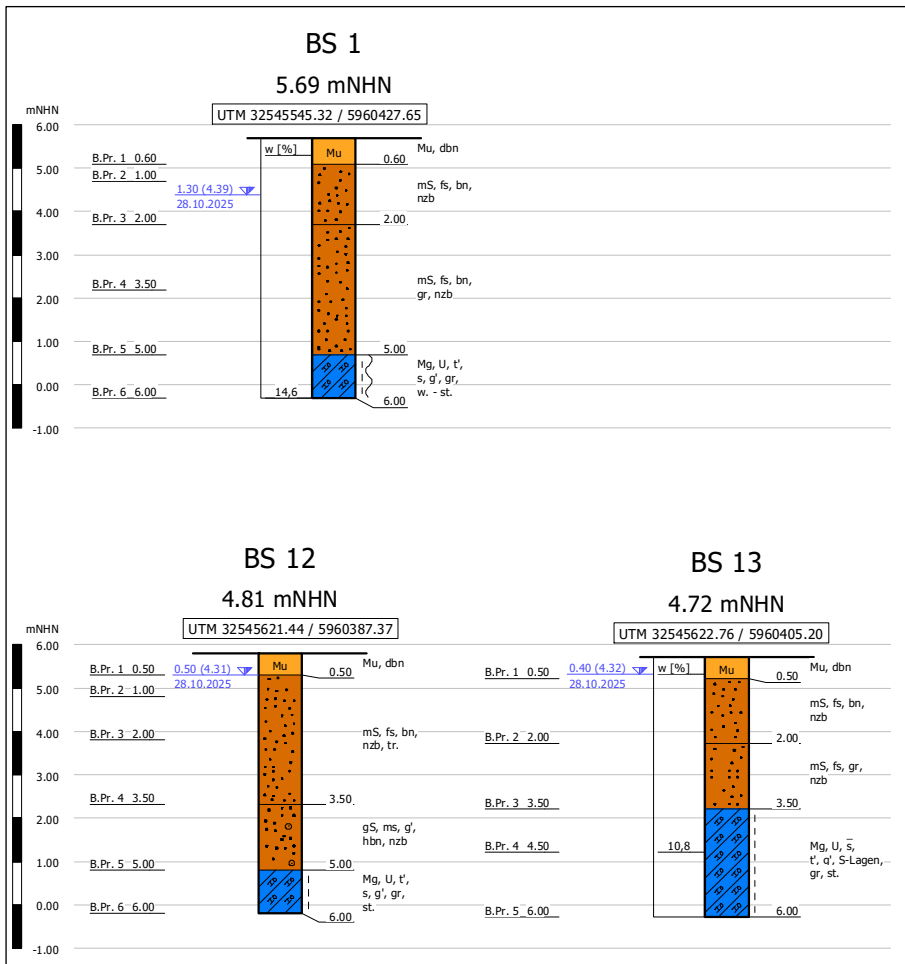 BS 1
5.69 mNHN
UTM 32545545.32 / 5960427.65
mNHN
6.00
5.00
4.00
3.00
2.00
1.00
0.00
-1.00
B.Pr. 1 0.60
B.Pr. 2 1.00
B.Pr. 3 2.00
B.Pr. 4 3.50
B.Pr. 5 5.00
B.Pr. 6 6.00
1.30 (4.39)
28.10.2025
w [%]
14,6
Mu
0.60
2.00
5.00
6.00
Mu, dbn
mS, fs, bn,
nzb
mS, fs, bn,
gr, nzb
Mg, U, t',
s, g', gr,
w. - st.
BS 12
4.81 mNHN
UTM 32545621.44 / 5960387.37
mNHN
6.00
5.00
4.00
3.00
2.00
1.00
0.00
-1.00
B.Pr. 1 0.50
B.Pr. 2 1.00
B.Pr. 3 2.00
B.Pr. 4 3.50
B.Pr. 5 5.00
B.Pr. 6 6.00
0.50 (4.31)
28.10.2025
Mu
0.50
3.50
5.00
6.00
Mu, dbn
mS, fs, bn,
nzb, tr.
gS, ms, g',
hbn, nzb
Mg, U, t',
s, g', gr,
st.
BS 13
4.72 mNHN
UTM 32545622.76 / 5960405.20
B.Pr. 1 0.50
B.Pr. 2 2.00
B.Pr. 3 3.50
B.Pr. 4 4.50
B.Pr. 5 6.00
0.40 (4.32)
28.10.2025
w [%]
10,8
Mu
0.50
2.00
3.50
6.00
Mu, dbn
mS, fs, bn,
nzb
mS, fs, gr,
nzb
Mg, U, s̅,
t', g', S-Lagen,
gr, st.